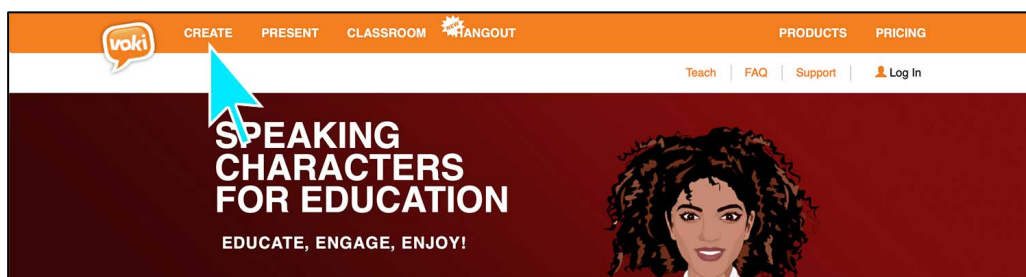 voki CREATE PRESENT CLASSROOM NEW HANGOUT PRODUCTS PRICING
Teach FAQ Support Log In
SPEAKING
CHARACTERS
FOR EDUCATION
EDUCATE, ENGAGE, ENJOY!